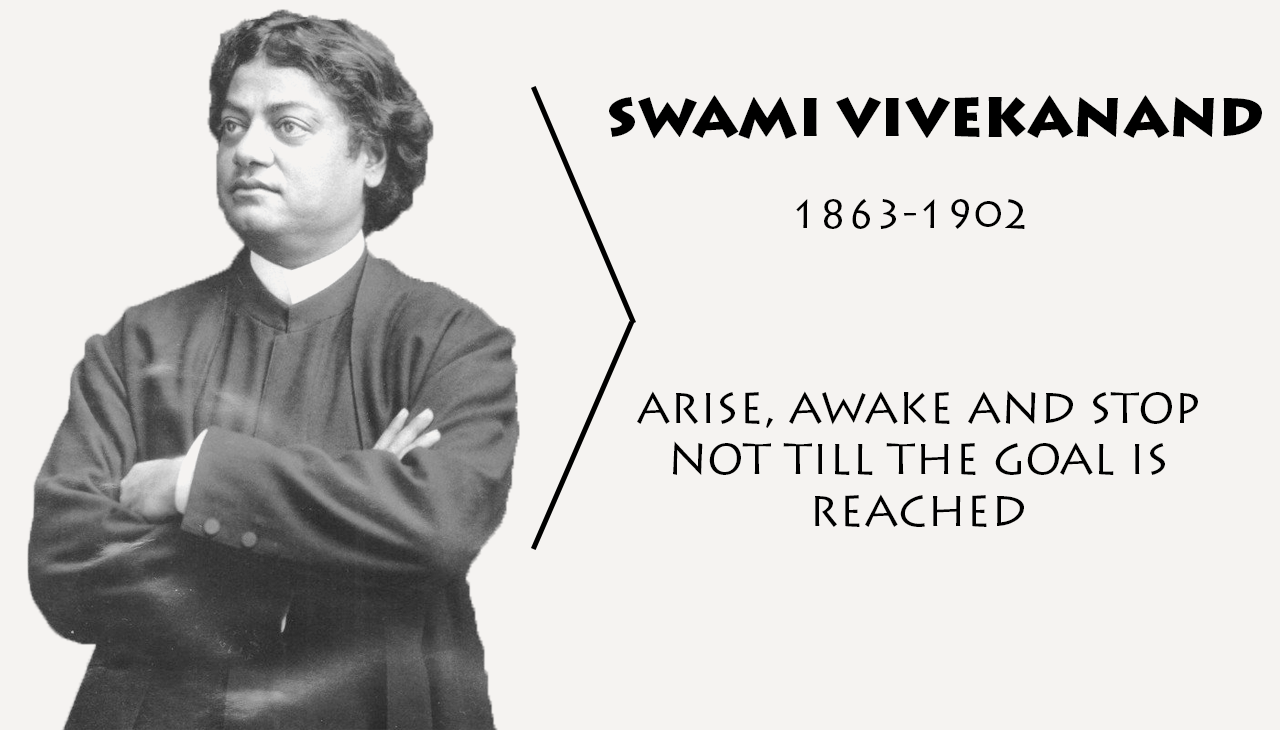 SWAMI VIVEKANAND
1863-1902
ARISE, AWAKE AND STOP
NOT TILL THE GOAL IS
REACHED